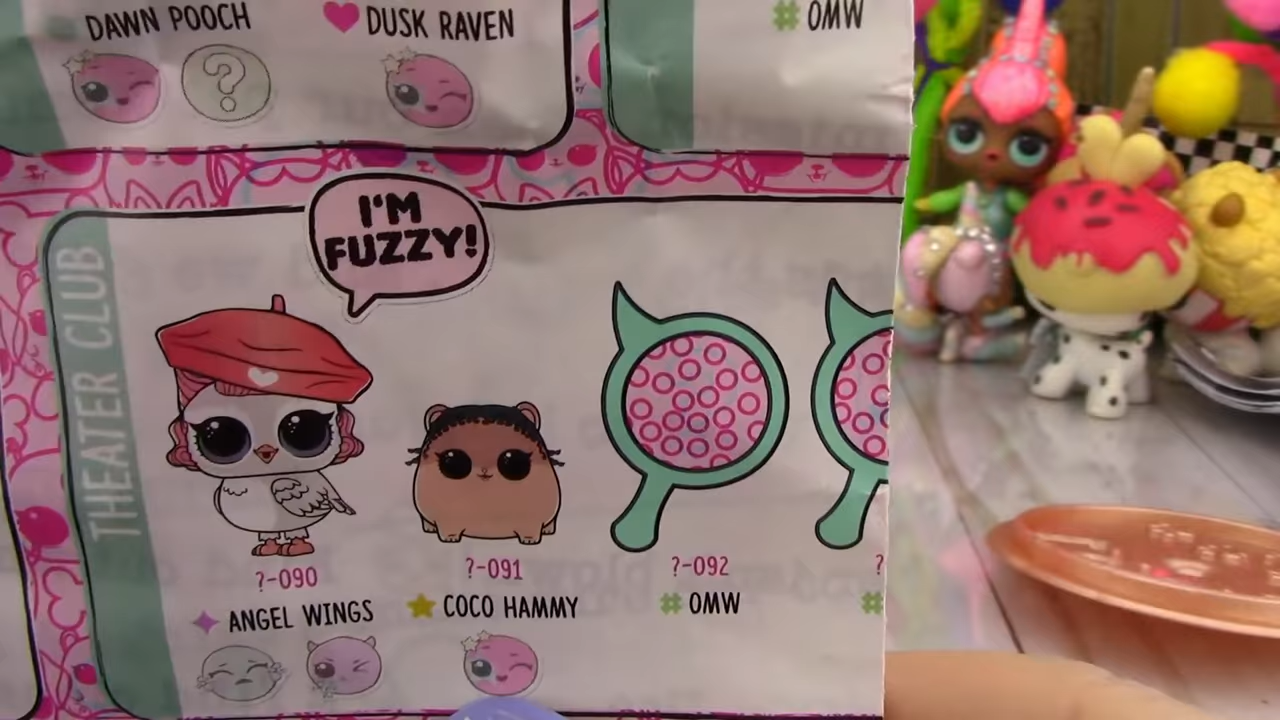 DAWN POOCH
DUSK RAVEN
# OMW
?
I'M
FUZZY!
THEATER CLUB
?-090
?-091
?-092
?
ANGEL WINGS
COCO HAMMY
# OMW
#